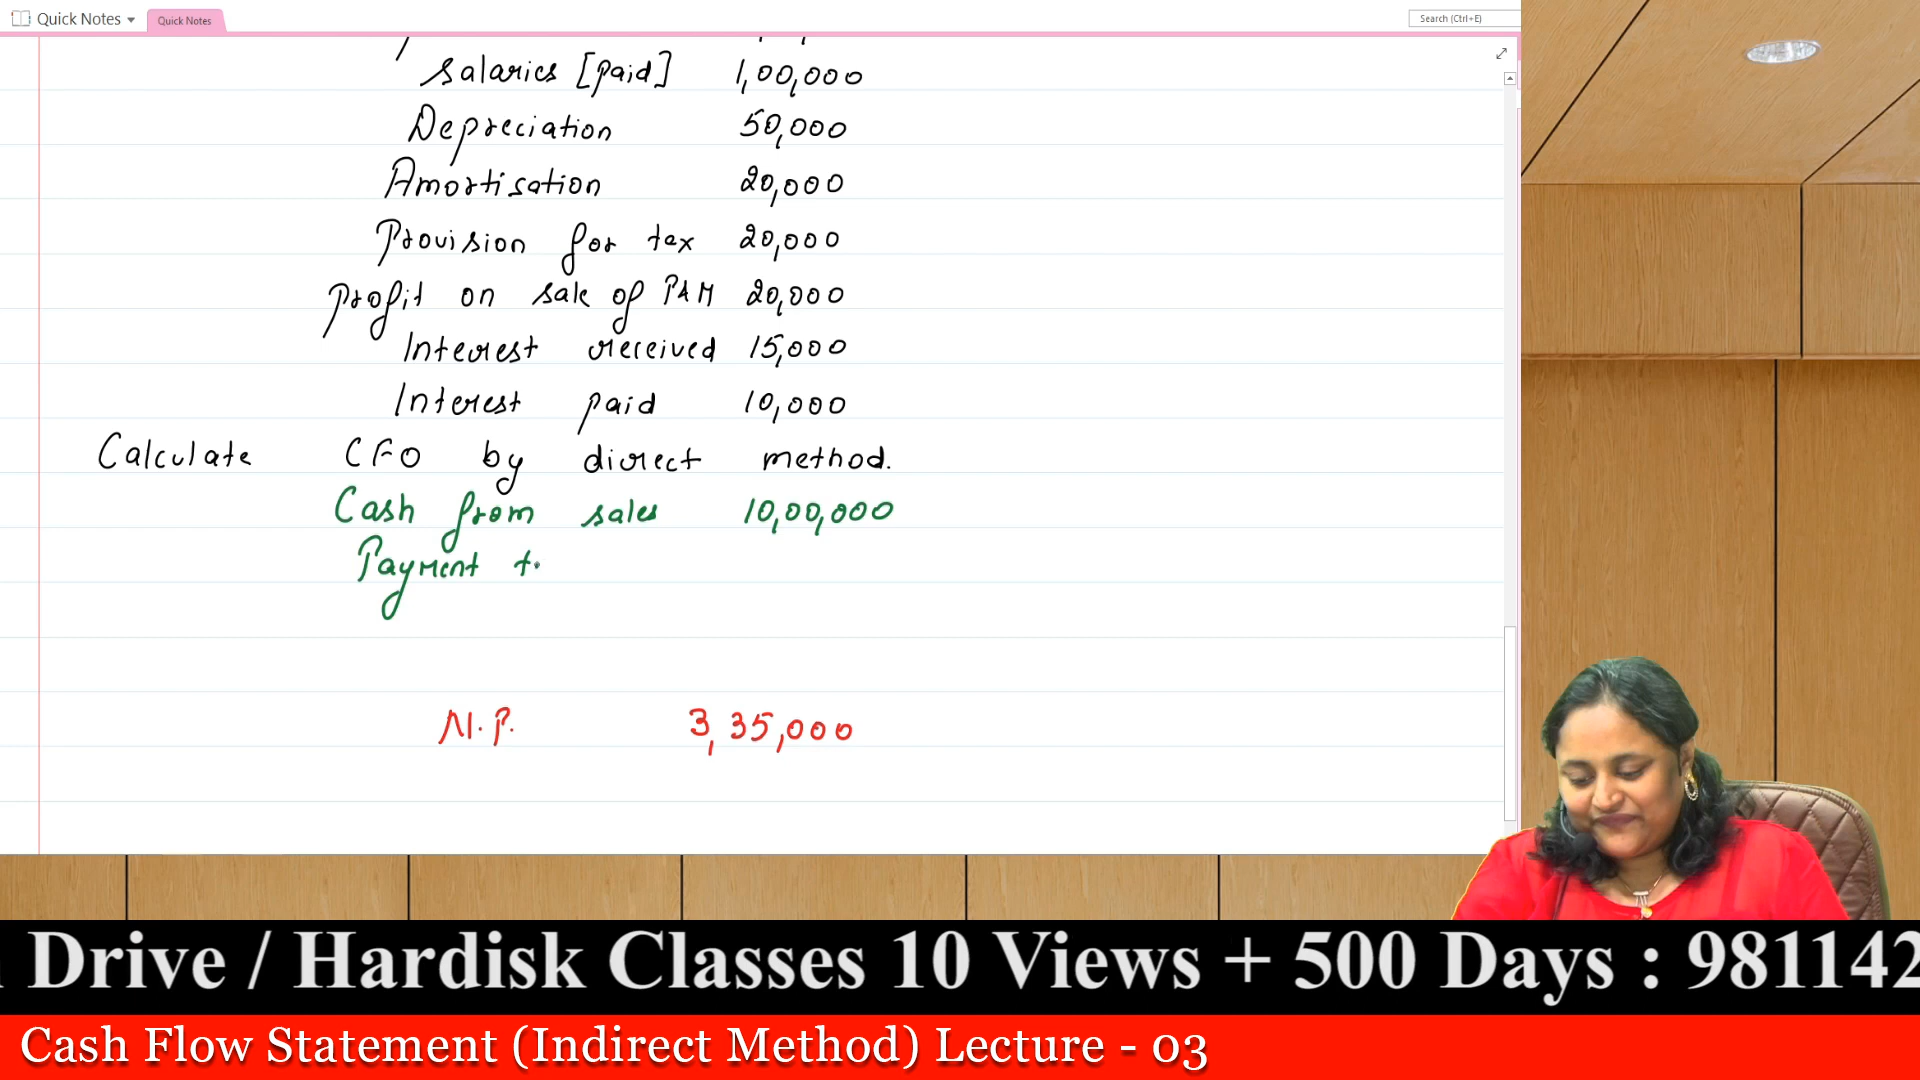 Quick Notes
Quick Notes
Search (Ctrl+E)
Salaries [paid] 1,00,000
Depreciation 50,000
Amortisation 20,000
Provision for tax 20,000
Profit on sale of P&M 20,000
Interest received 15,000
Interest paid 10,000
Calculate CFO by direct method.
Cash from sales 10,00,000
Payment t
N.P. 3,35,000
Drive / Hardisk Classes 10 Views + 500 Days : 981142
Cash Flow Statement (Indirect Method) Lecture - 03